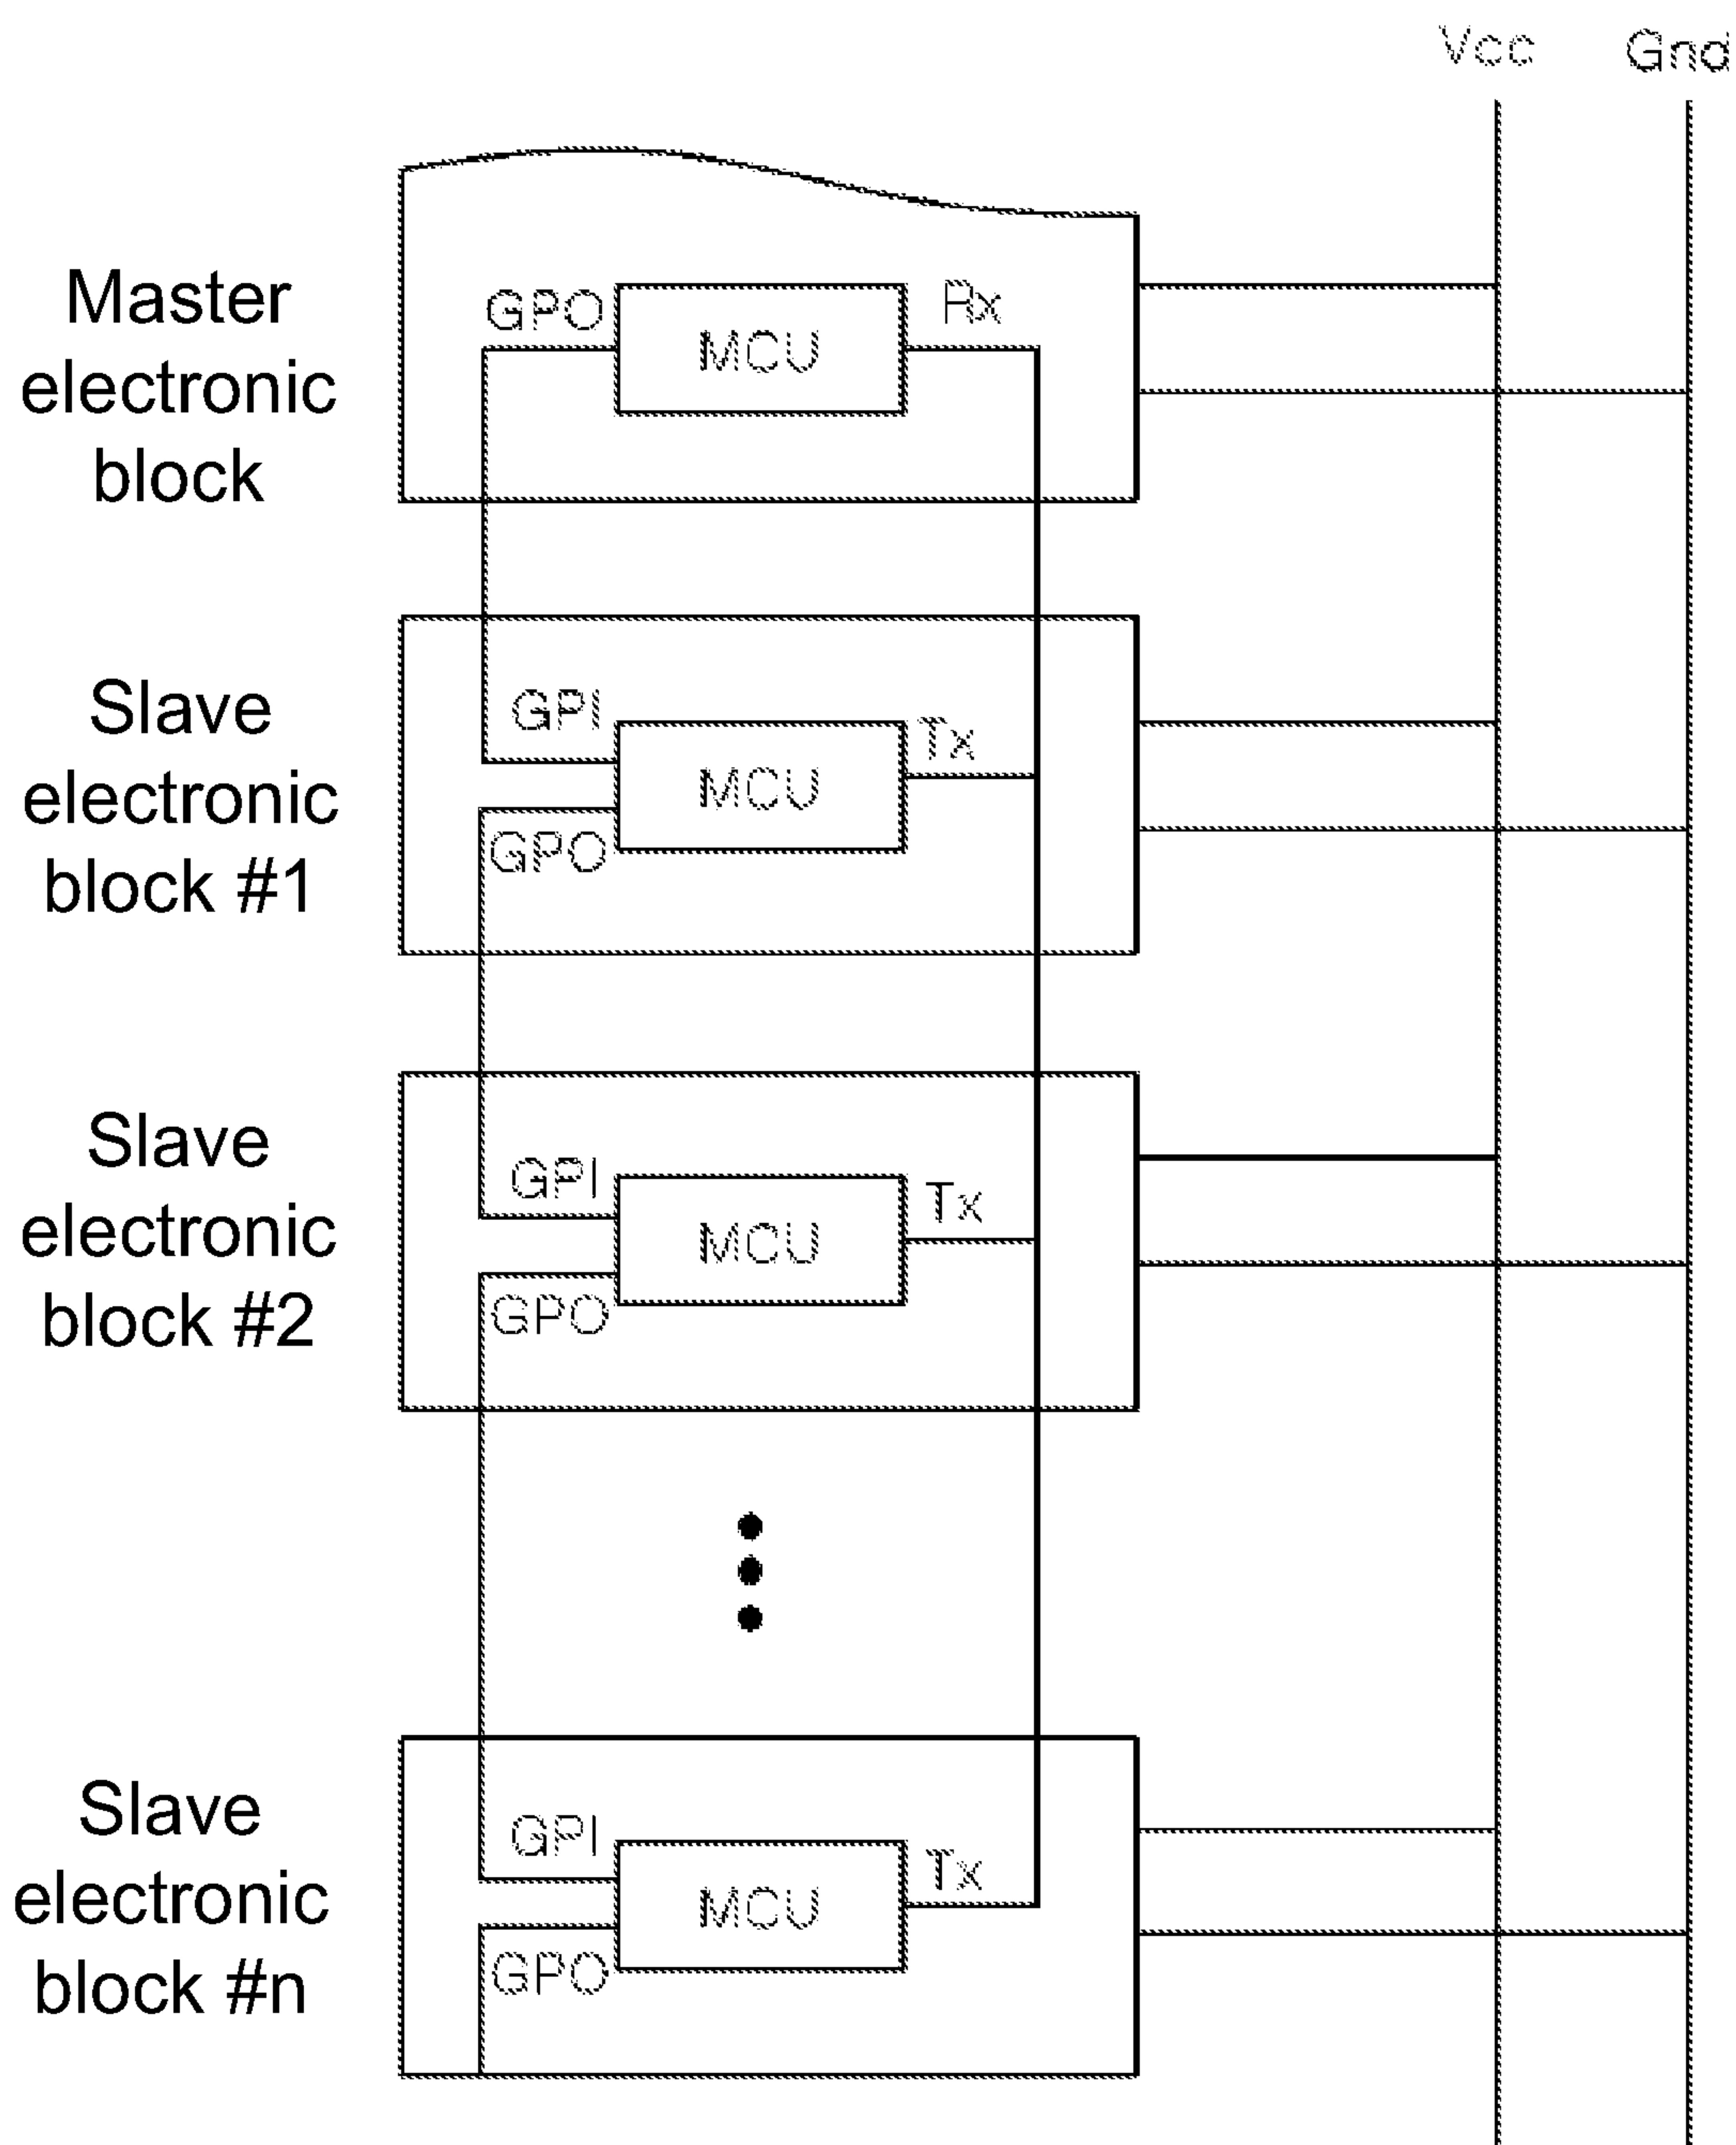 Vcc Gnd
Master
electronic
block
GPO
MCU
Rx
Slave
electronic
block #1
GPI
MCU
Tx
GPO
Slave
electronic
block #2
GPI
MCU
Tx
GPO
Slave
electronic
block #n
GPI
MCU
Tx
GPO